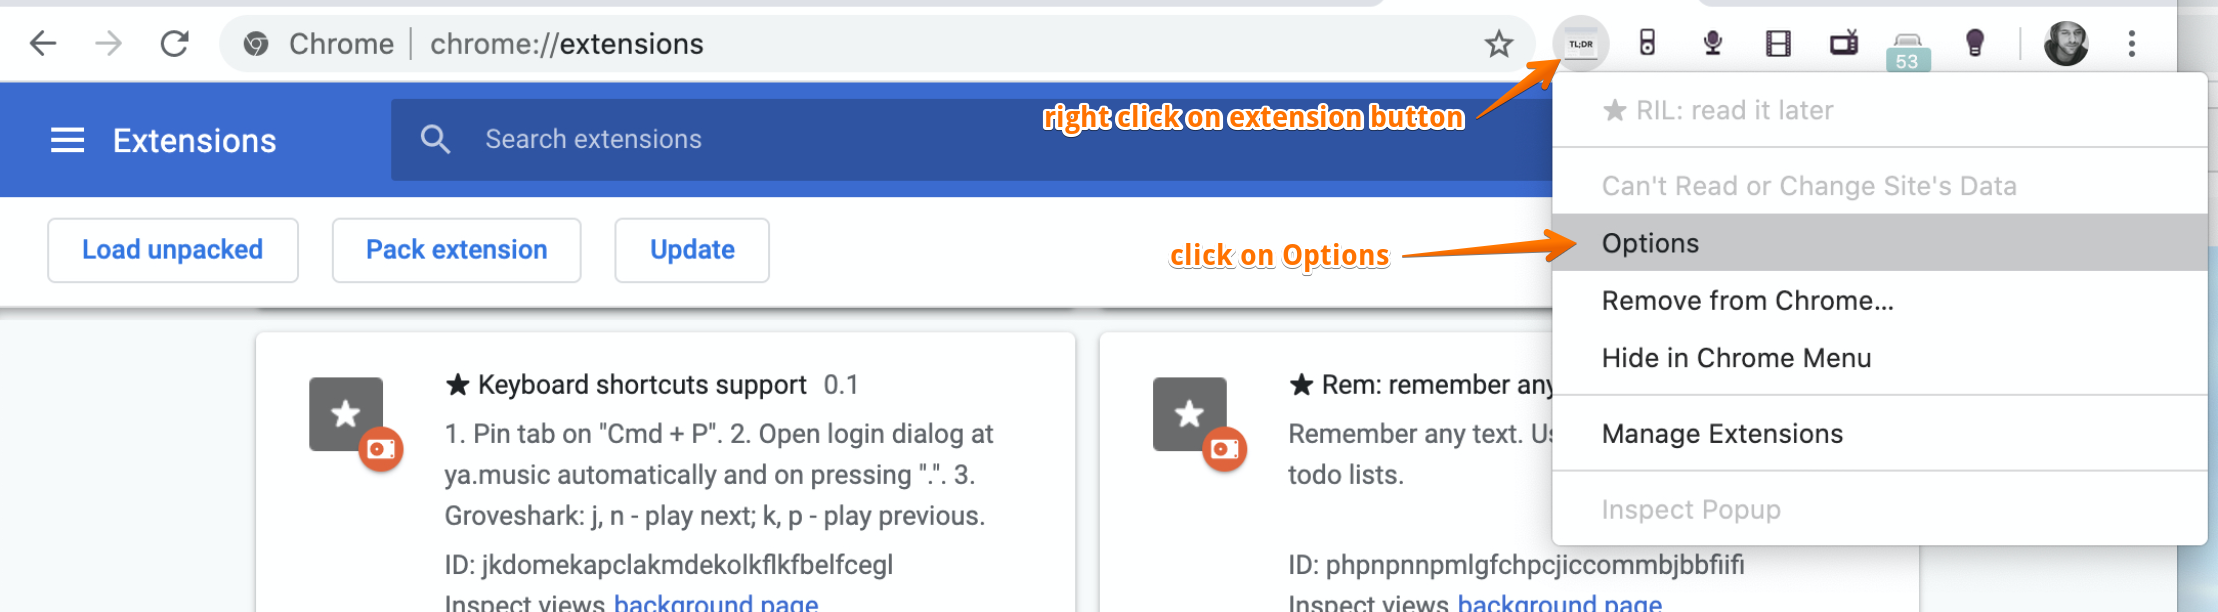 Chrome | chrome://extensions
TL;DR
53
right click on extension button
Extensions
Search extensions
★ RIL: read it later
Can't Read or Change Site's Data
click on Options
Options
Remove from Chrome...
Hide in Chrome Menu
Manage Extensions
Inspect Popup
Load unpacked
Pack extension
Update
★ Keyboard shortcuts support 0.1
1. Pin tab on "Cmd + P". 2. Open login dialog at
ya.music automatically and on pressing ".". 3.
Groveshark: j, n - play next; k, p - play previous.
ID: jkdomekapclakmdekolkflkfbelfcegl
Inspect views background page
★ Rem: remember any
Remember any text. Us
todo lists.
ID: phpnpnnpmlgfchpcjiccommbjbbfiifi
Inspect views background page